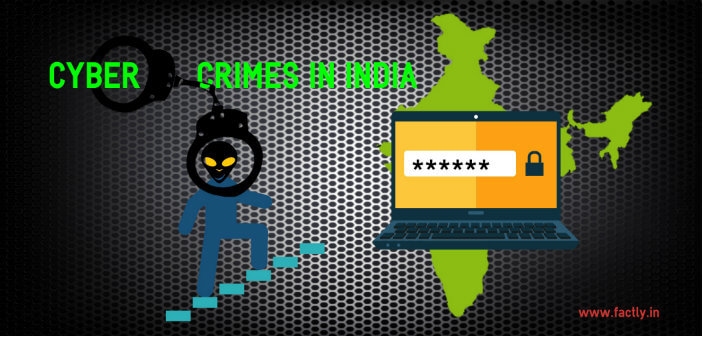 CYBER CRIMES IN INDIA
******
www.factly.in